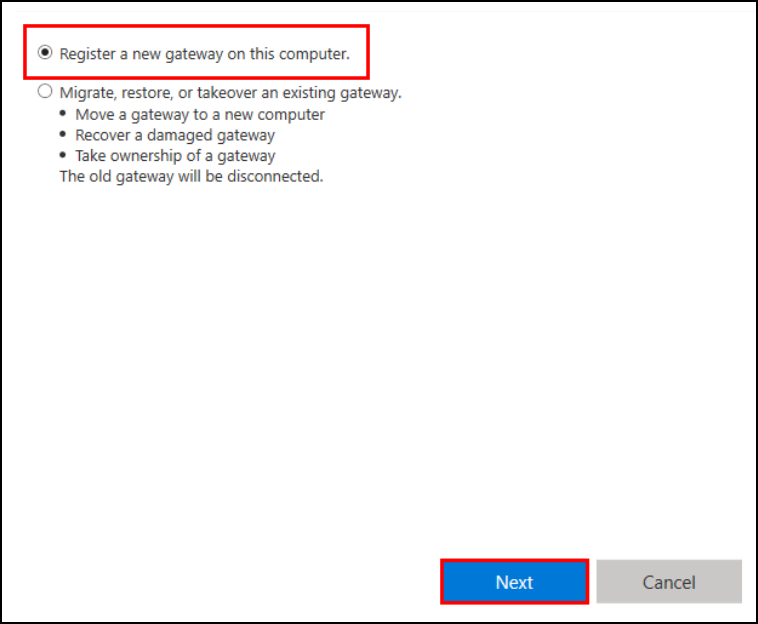 Register a new gateway on this computer.
Migrate, restore, or takeover an existing gateway.
• Move a gateway to a new computer
• Recover a damaged gateway
• Take ownership of a gateway
The old gateway will be disconnected.
Next
Cancel